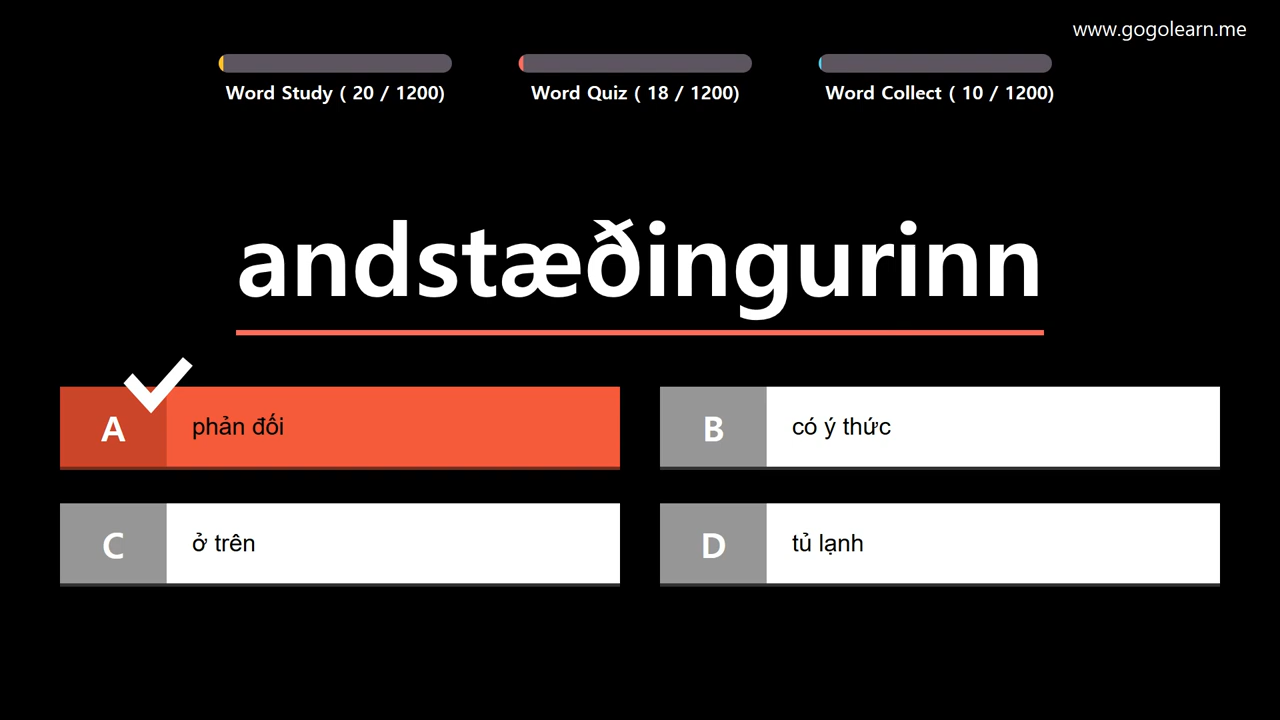 www.gogolearn.me
Word Study ( 20 / 1200)
Word Quiz ( 18 / 1200)
Word Collect ( 10 / 1200)
andstæðingurinn
A phản đối
B có ý thức
C ở trên
D tủ lạnh